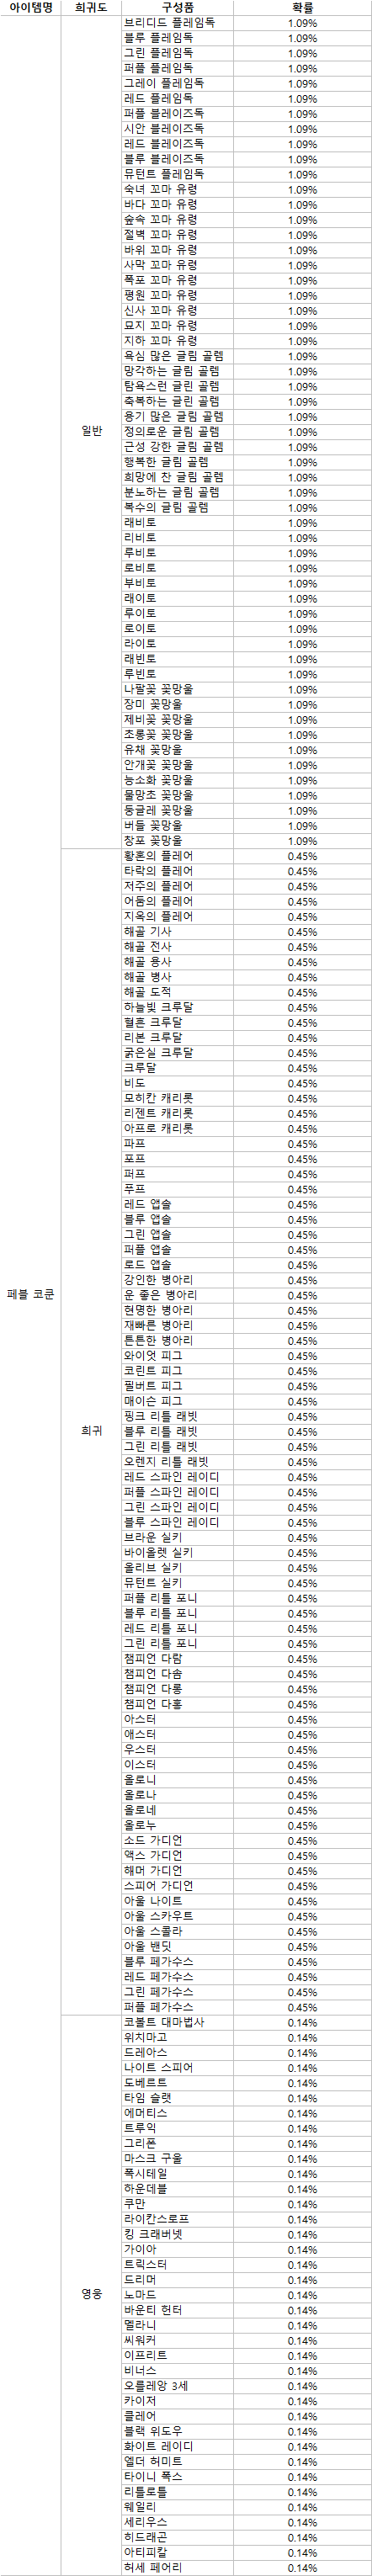 아이템명 희귀도 구성품 확률
브리디드 플레임독 1.09%
블루 플레임독 1.09%
그린 플레임독 1.09%
퍼플 플레임독 1.09%
그레이 플레임독 1.09%
레드 플레임독 1.09%
퍼플 블레이즈독 1.09%
시안 블레이즈독 1.09%
레드 블레이즈독 1.09%
블루 블레이즈독 1.09%
뮤턴트 플레임독 1.09%
숙녀 꼬마 유령 1.09%
바다 꼬마 유령 1.09%
숲속 꼬마 유령 1.09%
절벽 꼬마 유령 1.09%
바위 꼬마 유령 1.09%
사막 꼬마 유령 1.09%
폭포 꼬마 유령 1.09%
평원 꼬마 유령 1.09%
신사 꼬마 유령 1.09%
묘지 꼬마 유령 1.09%
지하 꼬마 유령 1.09%
욕심 많은 글림 골렘 1.09%
망각하는 글림 골렘 1.09%
탐욕스런 글린 골렘 1.09%
축복하는 글린 골렘 1.09%
용기 많은 글림 골렘 1.09%
일반 정의로운 글림 골렘 1.09%
근성 강한 글림 골렘 1.09%
행복한 글림 골렘 1.09%
희망에 찬 글림 골렘 1.09%
분노하는 글림 골렘 1.09%
복수의 글림 골렘 1.09%
래비토 1.09%
리비토 1.09%
루비토 1.09%
로비토 1.09%
부비토 1.09%
래이토 1.09%
루이토 1.09%
로이토 1.09%
라이토 1.09%
래빈토 1.09%
루빈토 1.09%
나팔꽃 꽃망울 1.09%
장미 꽃망울 1.09%
제비꽃 꽃망울 1.09%
초롱꽃 꽃망울 1.09%
유채 꽃망울 1.09%
안개꽃 꽃망울 1.09%
능소화 꽃망울 1.09%
물망초 꽃망울 1.09%
둥글레 꽃망울 1.09%
버들 꽃망울 1.09%
창포 꽃망울 1.09%
황혼의 플레어 0.45%
타락의 플레어 0.45%
저주의 플레어 0.45%
어둠의 플레어 0.45%
지옥의 플레어 0.45%
해골 기사 0.45%
해골 전사 0.45%
해골 용사 0.45%
해골 병사 0.45%
해골 도적 0.45%
하늘빛 크루달 0.45%
혈흔 크루달 0.45%
리본 크루달 0.45%
굵은실 크루달 0.45%
크루달 0.45%
비도 0.45%
모히칸 캐리롯 0.45%
리젠트 캐리롯 0.45%
아프로 캐리롯 0.45%
파프 0.45%
포프 0.45%
퍼프 0.45%
푸프 0.45%
레드 앱솔 0.45%
블루 앱솔 0.45%
그린 앱솔 0.45%
퍼플 앱솔 0.45%
로드 앱솔 0.45%
강인한 병아리 0.45%
페블 코쿤 운 좋은 병아리 0.45%
현명한 병아리 0.45%
재빠른 병아리 0.45%
튼튼한 병아리 0.45%
와이엇 피그 0.45%
코린트 피그 0.45%
필버트 피그 0.45%
매이슨 피그 0.45%
핑크 리틀 래빗 0.45%
희귀 블루 리틀 래빗 0.45%
그린 리틀 래빗 0.45%
오렌지 리틀 래빗 0.45%
레드 스파인 레이디 0.45%
퍼플 스파인 레이디 0.45%
그린 스파인 레이디 0.45%
블루 스파인 레이디 0.45%
브라운 실키 0.45%
바이올렛 실키 0.45%
올리브 실키 0.45%
뮤턴트 실키 0.45%
퍼플 리틀 포니 0.45%
블루 리틀 포니 0.45%
레드 리틀 포니 0.45%
그린 리틀 포니 0.45%
챔피언 다람 0.45%
챔피언 다솜 0.45%
챔피언 다롱 0.45%
챔피언 다홍 0.45%
아스터 0.45%
애스터 0.45%
우스터 0.45%
이스터 0.45%
올로니 0.45%
올로나 0.45%
올로네 0.45%
올로누 0.45%
소드 가디언 0.45%
액스 가디언 0.45%
해머 가디언 0.45%
스피어 가디언 0.45%
아울 나이트 0.45%
아울 스카우트 0.45%
아울 스콜라 0.45%
아울 밴딧 0.45%
블루 페가수스 0.45%
레드 페가수스 0.45%
그린 페가수스 0.45%
퍼플 페가수스 0.45%
코볼트 대마법사 0.14%
위치마고 0.14%
드레아스 0.14%
나이트 스피어 0.14%
도베르트 0.14%
타임 슬랫 0.14%
에머티스 0.14%
트루익 0.14%
그리폰 0.14%
마스크 구울 0.14%
폭시테일 0.14%
하운데블 0.14%
쿠만 0.14%
라이칸스로프 0.14%
킹 크래버넷 0.14%
가이아 0.14%
트릭스터 0.14%
드리머 0.14%
영웅 노마드 0.14%
바운티 헌터 0.14%
멜라니 0.14%
씨워커 0.14%
이프리트 0.14%
비너스 0.14%
오를레앙 3세 0.14%
카이저 0.14%
클레어 0.14%
블랙 위도우 0.14%
화이트 레이디 0.14%
엘더 허미트 0.14%
타이니 폭스 0.14%
리틀로틀 0.14%
웨일리 0.14%
세리우스 0.14%
히드래곤 0.14%
아티피칼 0.14%
허세 페어리 0.14%